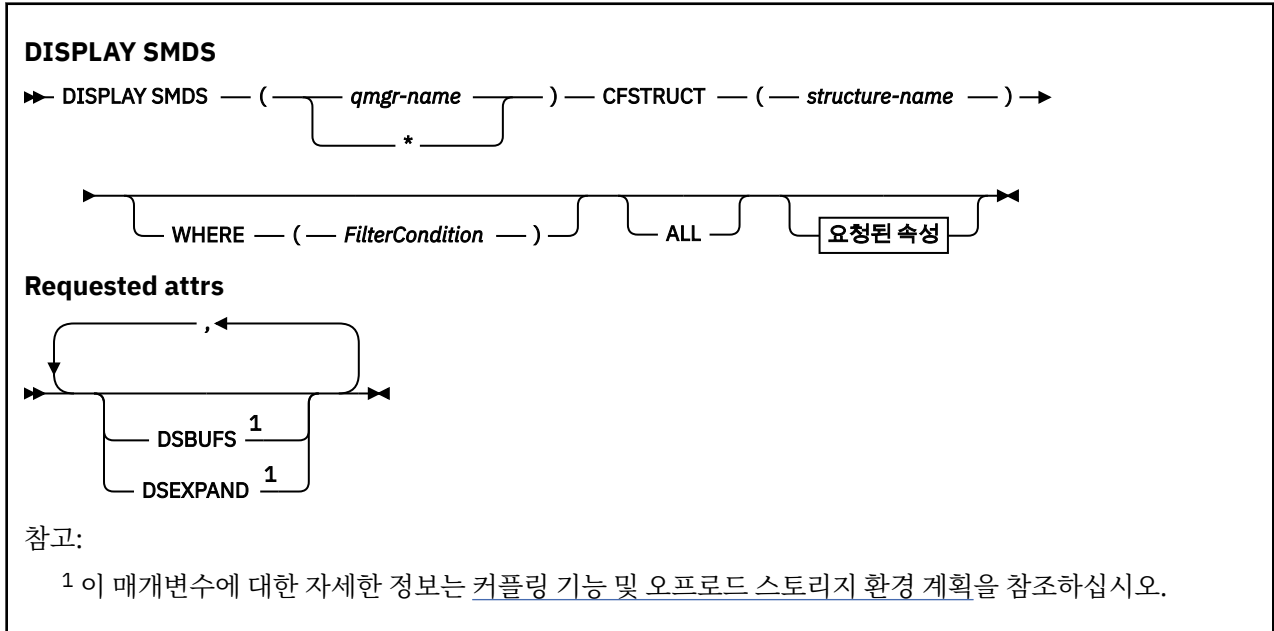 DISPLAY SMDS
DISPLAY SMDS ( qmgr-name ) CFSTRUCT ( structure-name )
*
WHERE ( FilterCondition ) ALL 요청된 속성
Requested attrs
,
DSBUFS 1
DSEXPAND 1
참고:
1 이 매개변수에 대한 자세한 정보는 커플링 기능 및 오프로드 스토리지 환경 계획을 참조하십시오.